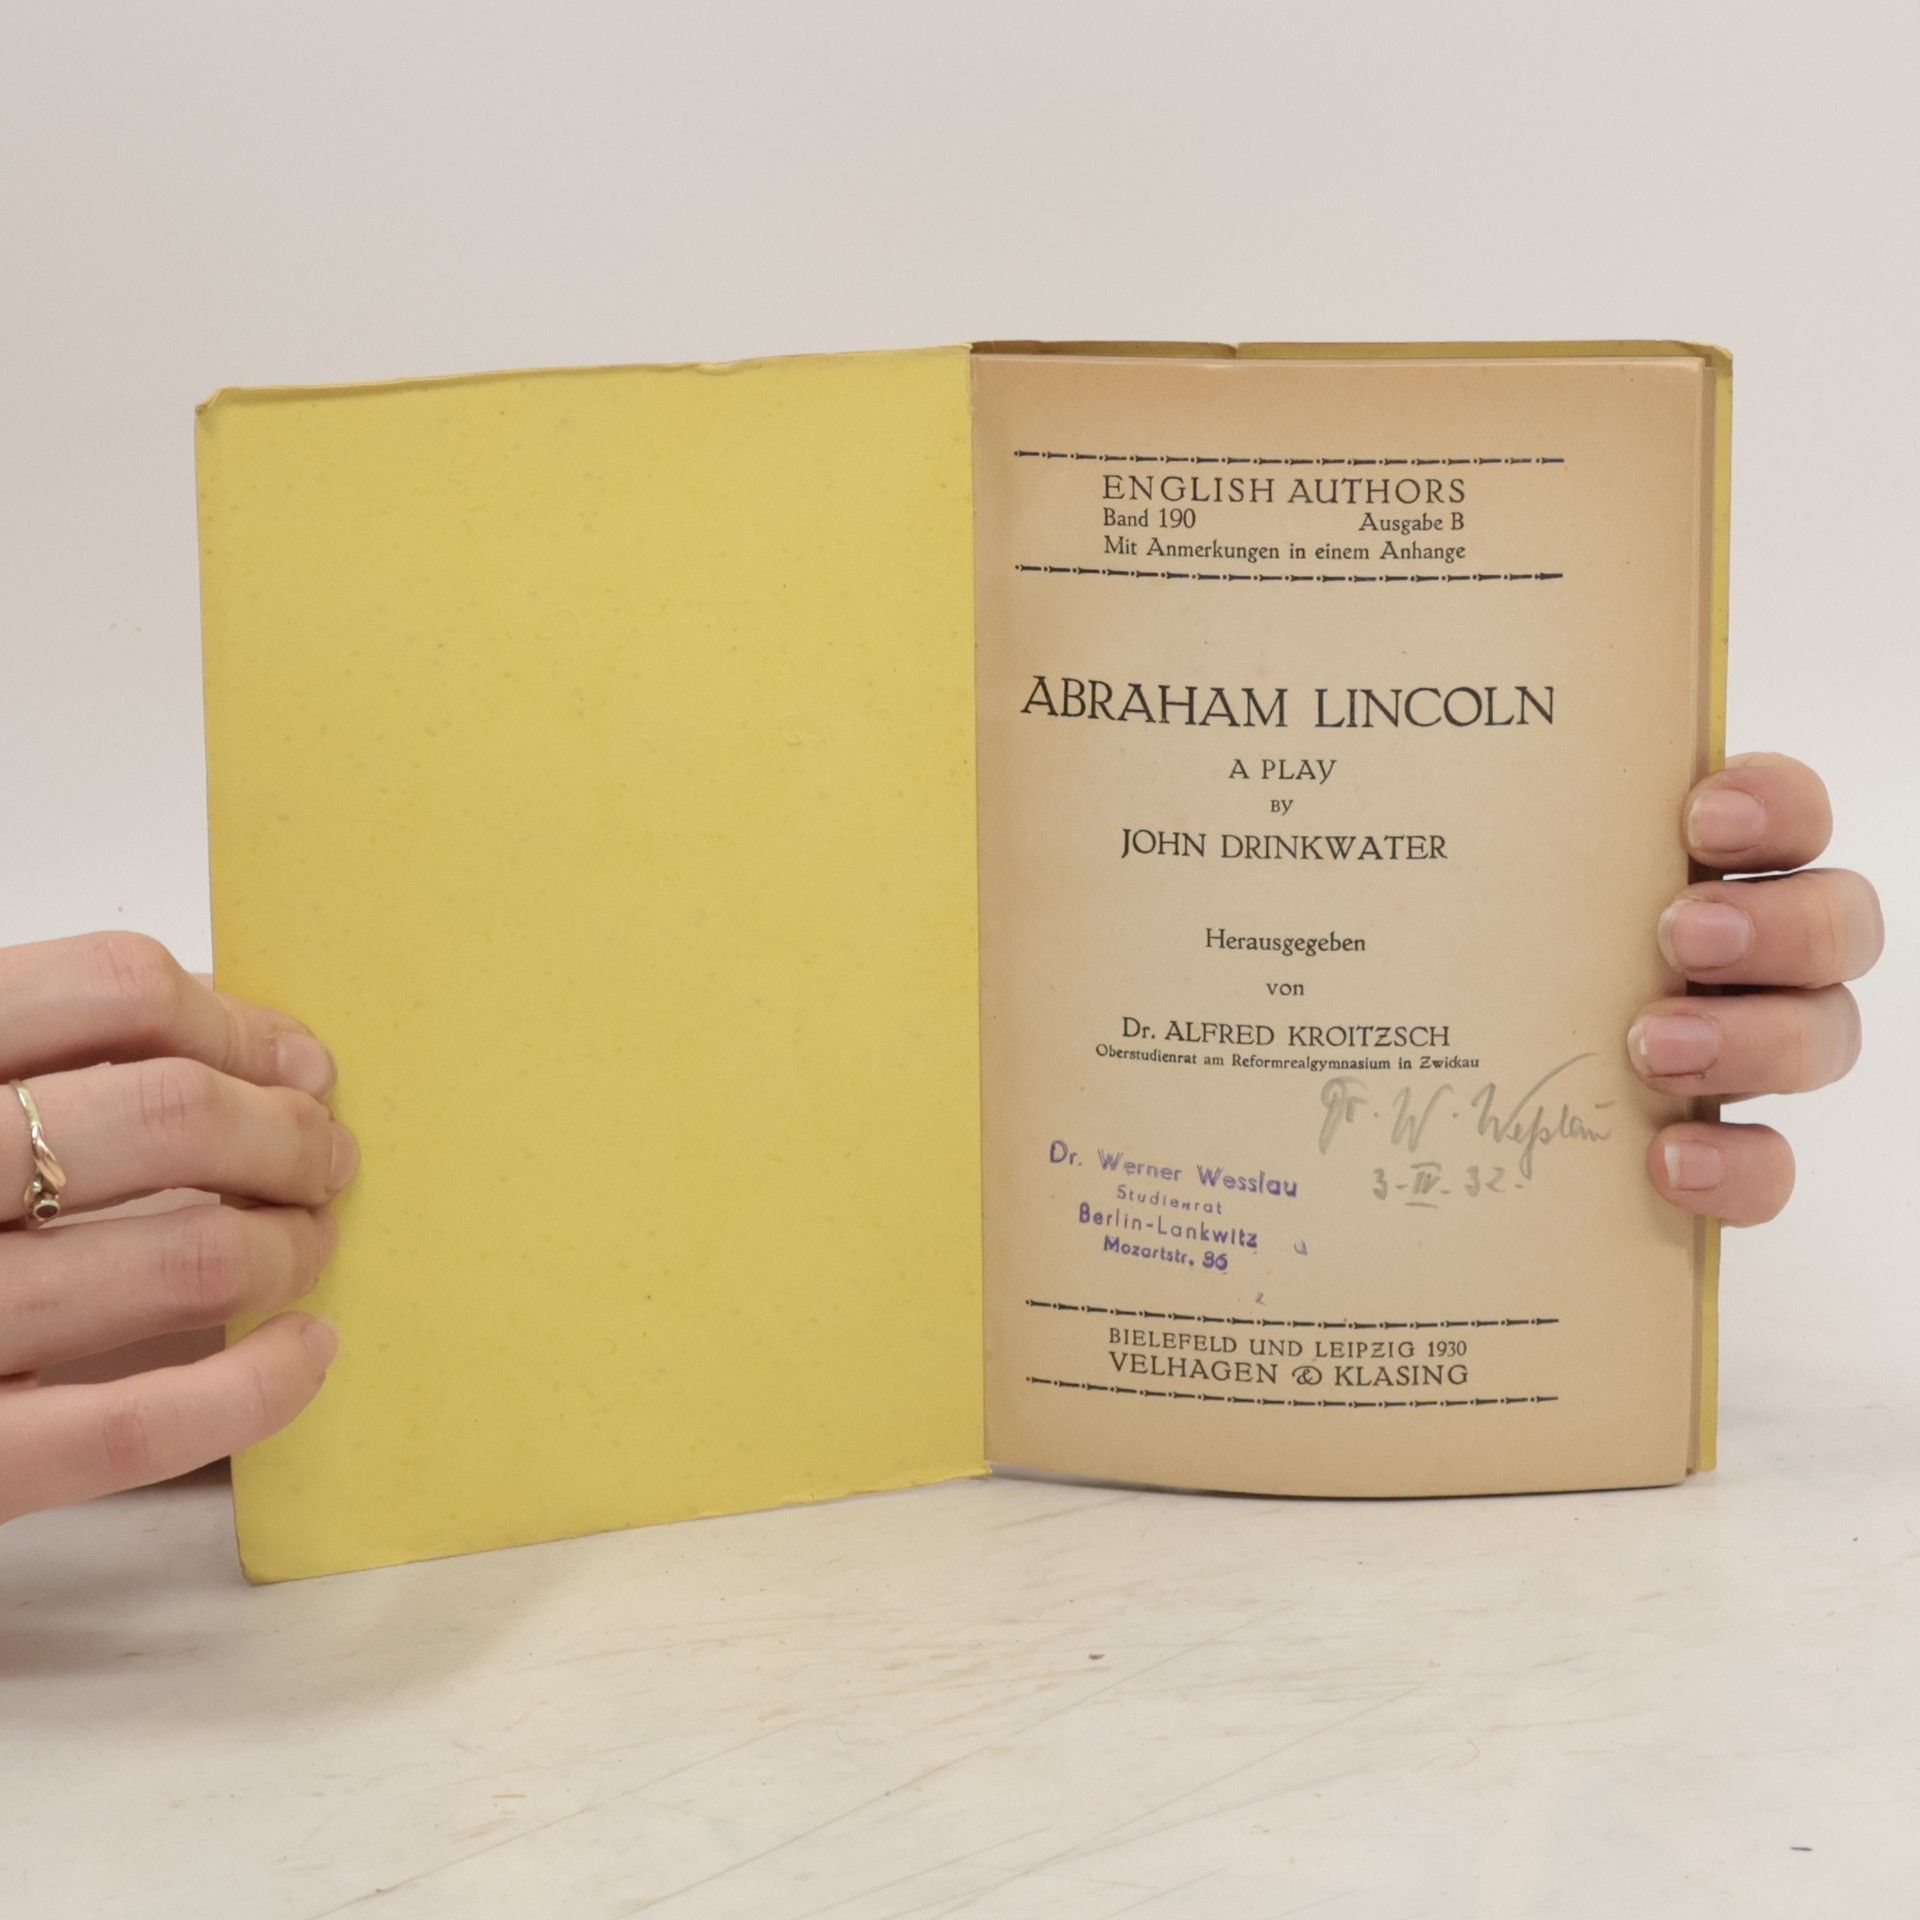 ENGLISH AUTHORS
Band 190 Ausgabe B
Mit Anmerkungen in einem Anhange
ABRAHAM LINCOLN
A PLAY
BY
JOHN DRINKWATER
Herausgegeben
von
Dr. ALFRED KROITZSCH
Oberstudienrat am Reformrealgymnasium in Zwickau
Dr. W. Weßlau
3-IV-32.
Dr. Werner Wesslau
Studienrat
Berlin-Lankwitz
Mozartstr. 36
BIELEFELD UND LEIPZIG 1930
VELHAGEN & KLASING